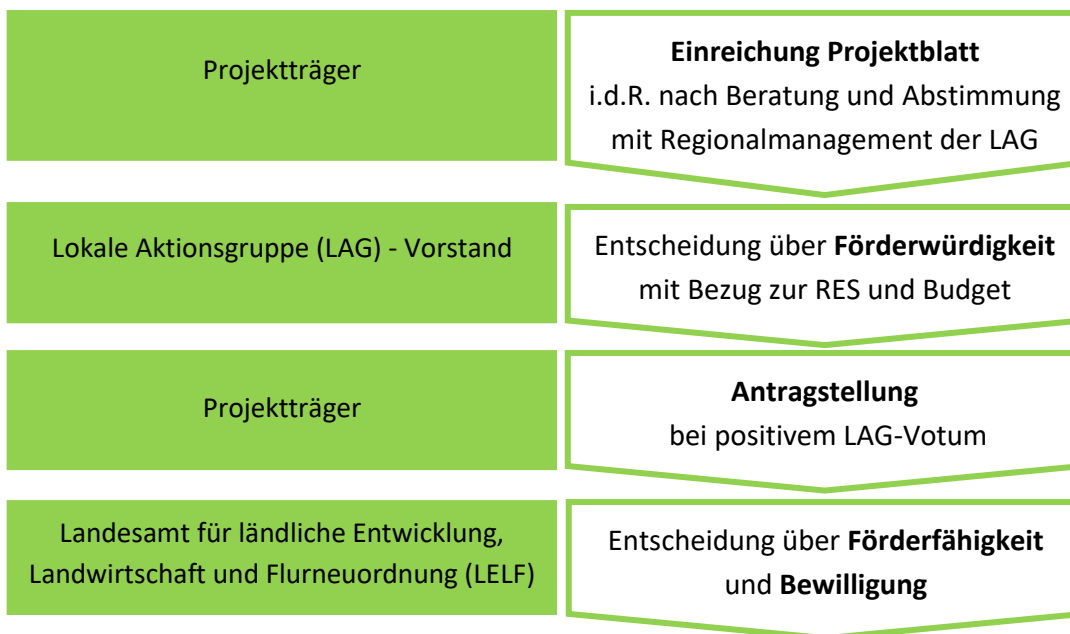 Projektträger
Einreichung Projektblatt
i.d.R. nach Beratung und Abstimmung
mit Regionalmanagement der LAG
Lokale Aktionsgruppe (LAG) - Vorstand
Entscheidung über Förderwürdigkeit
mit Bezug zur RES und Budget
Projektträger
Antragstellung
bei positivem LAG-Votum
Landesamt für ländliche Entwicklung,
Landwirtschaft und Flurneuordnung (LELF)
Entscheidung über Förderfähigkeit
und Bewilligung